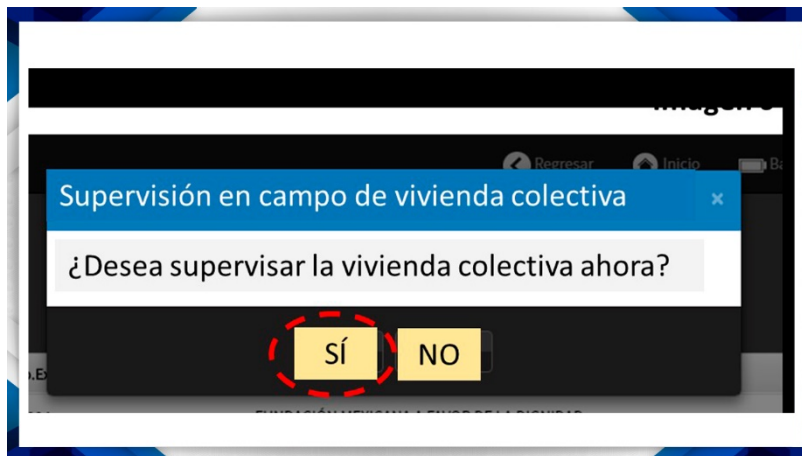 Regresar Inicio
Supervisión en campo de vivienda colectiva ×
¿Desea supervisar la vivienda colectiva ahora?
SÍ NO